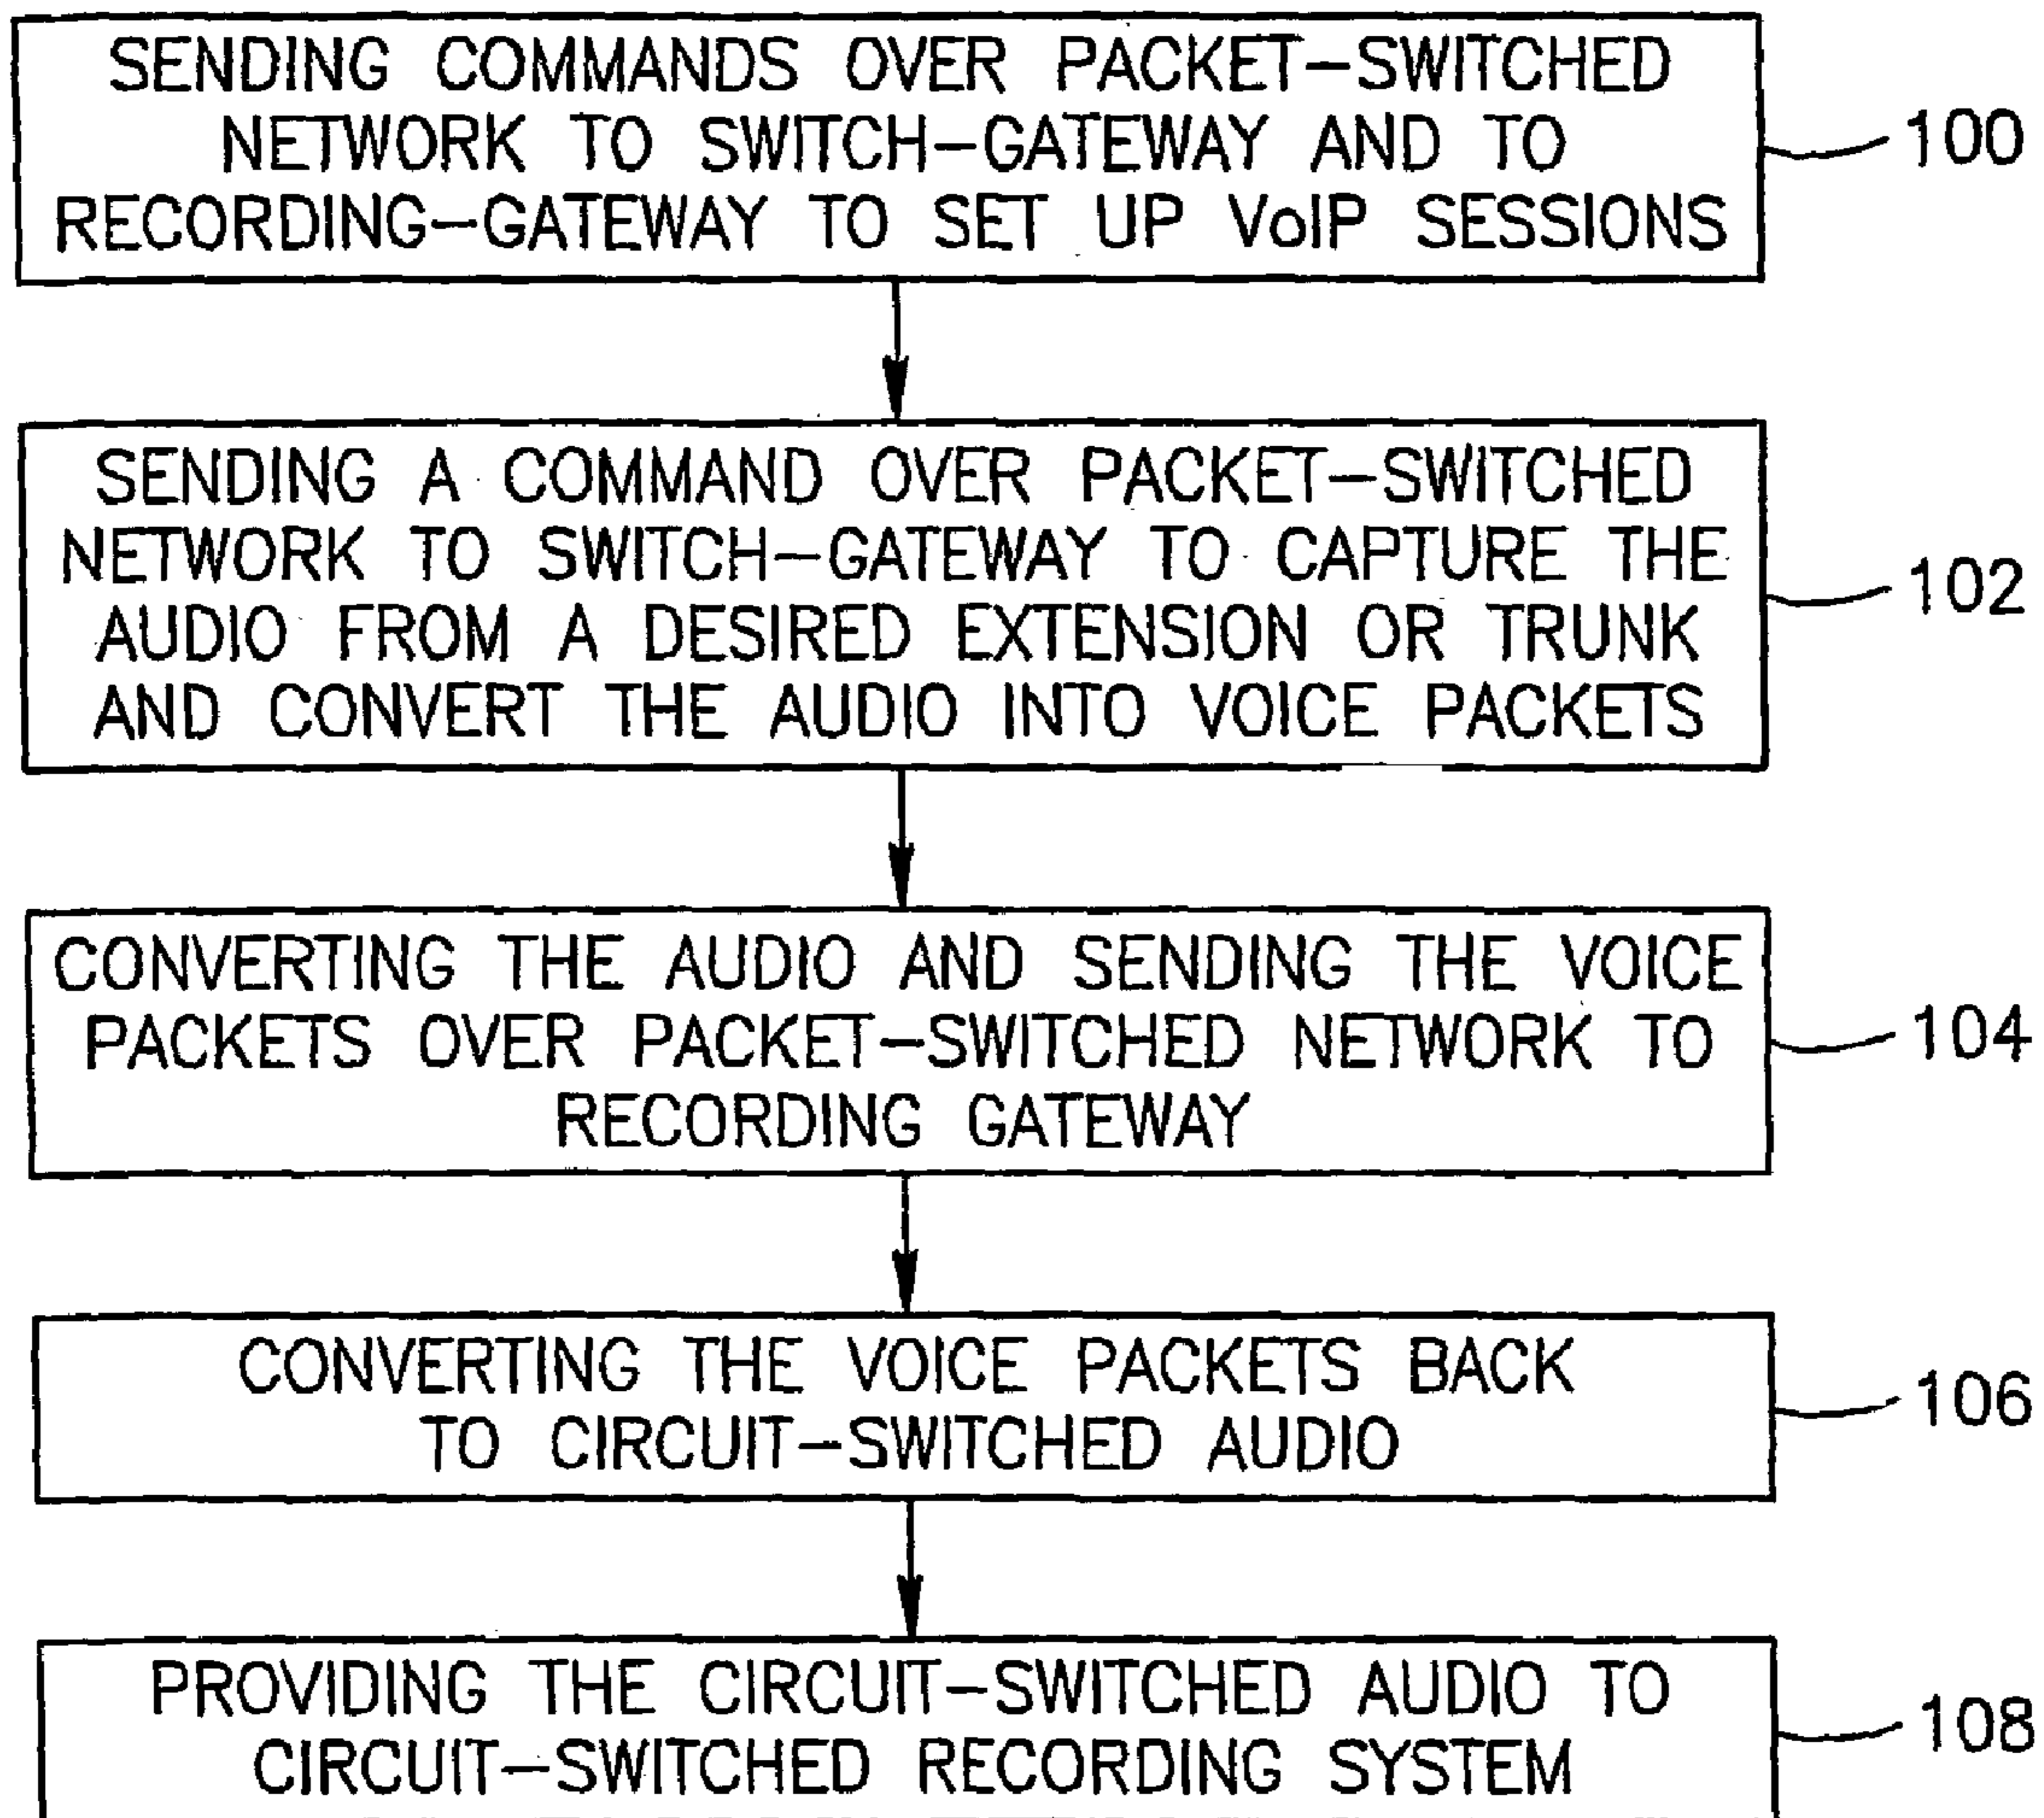 SENDING COMMANDS OVER PACKET-SWITCHED
NETWORK TO SWITCH-GATEWAY AND TO
RECORDING-GATEWAY TO SET UP VoIP SESSIONS
100
SENDING A COMMAND OVER PACKET-SWITCHED
NETWORK TO SWITCH-GATEWAY TO CAPTURE THE
AUDIO FROM A DESIRED EXTENSION OR TRUNK
AND CONVERT THE AUDIO INTO VOICE PACKETS
102
CONVERTING THE AUDIO AND SENDING THE VOICE
PACKETS OVER PACKET-SWITCHED NETWORK TO
RECORDING GATEWAY
104
CONVERTING THE VOICE PACKETS BACK
TO CIRCUIT-SWITCHED AUDIO
106
PROVIDING THE CIRCUIT-SWITCHED AUDIO TO
CIRCUIT-SWITCHED RECORDING SYSTEM
108